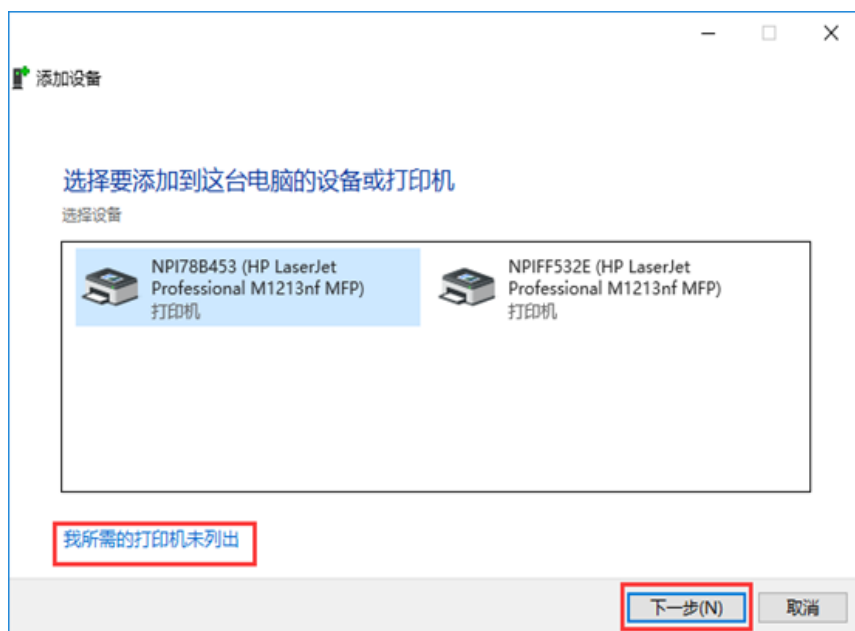 添加设备
选择要添加到这台电脑的设备或打印机
选择设备
NPI78B453 (HP LaserJet
Professional M1213nf MFP)
打印机
NPIFF532E (HP LaserJet
Professional M1213nf MFP)
打印机
我所需的打印机未列出
下一步(N)
取消